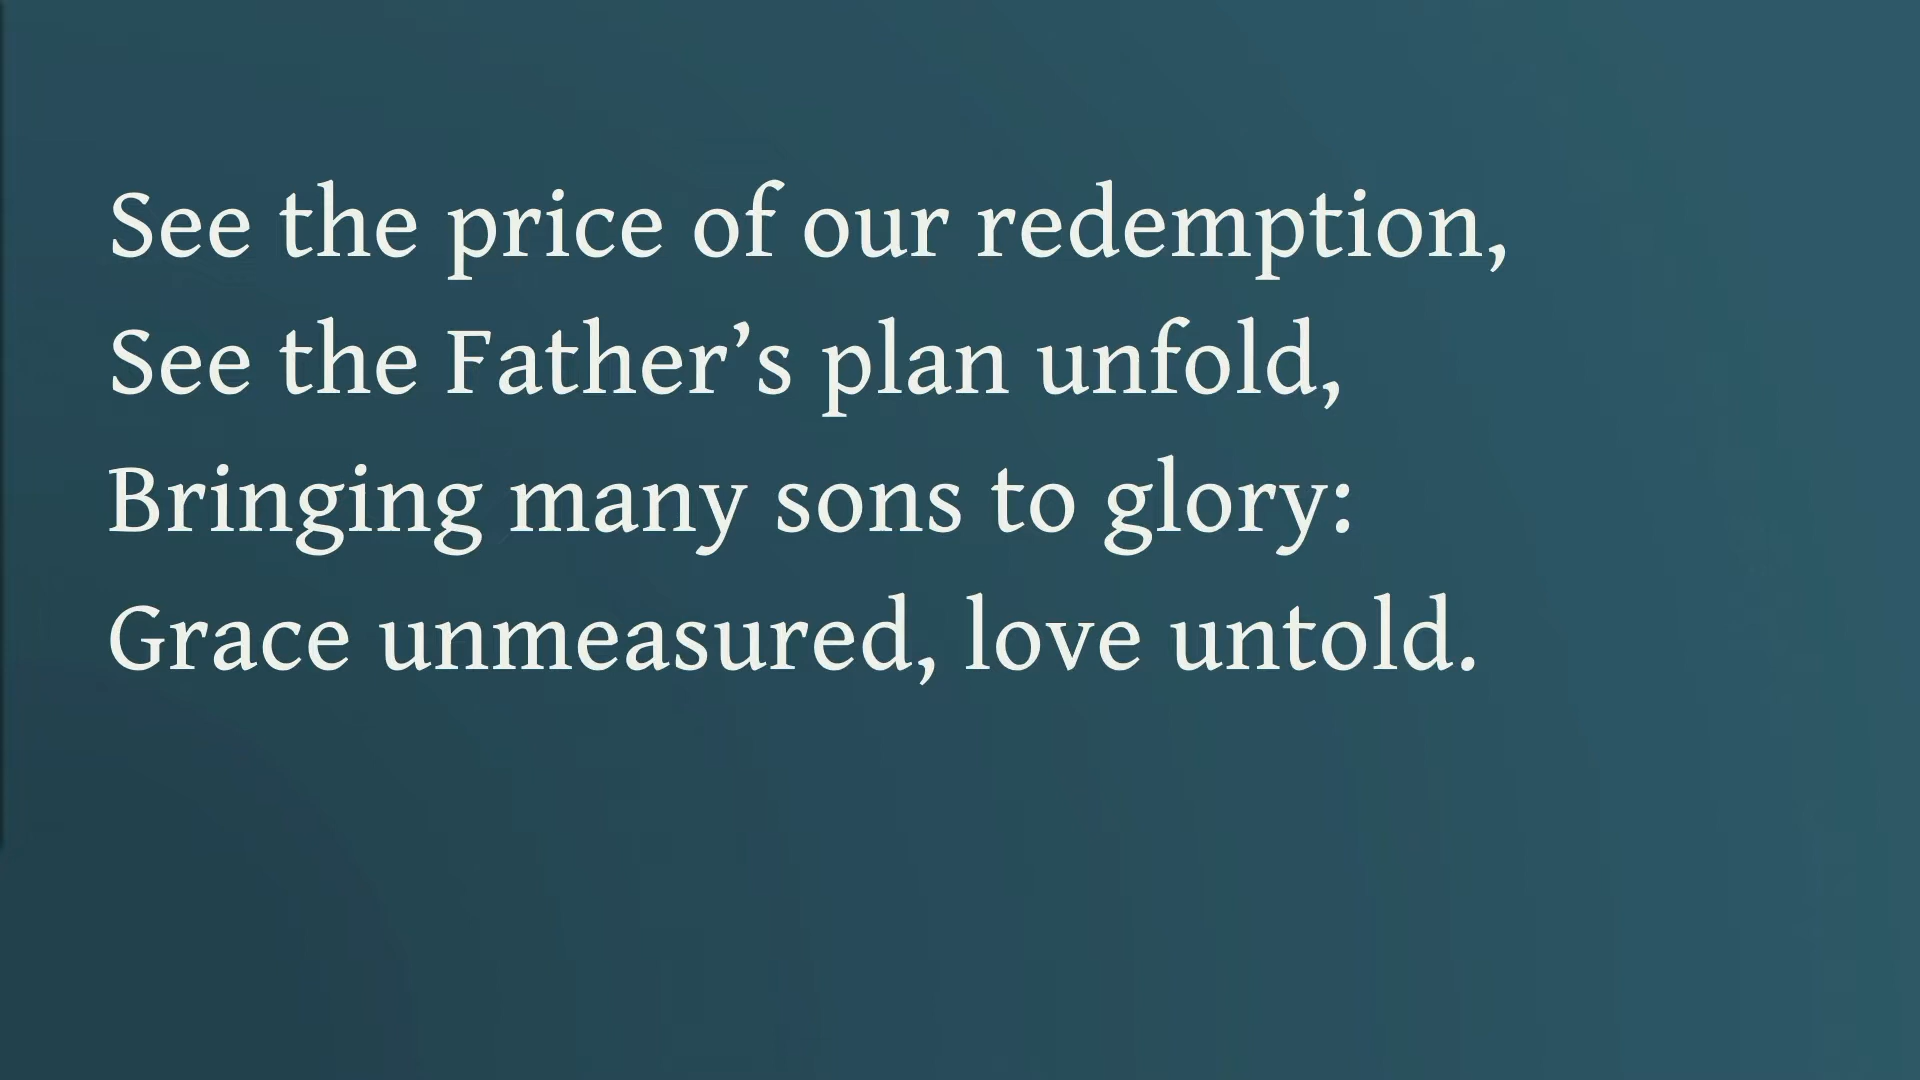 See the price of our redemption,
See the Father’s plan unfold,
Bringing many sons to glory:
Grace unmeasured, love untold.